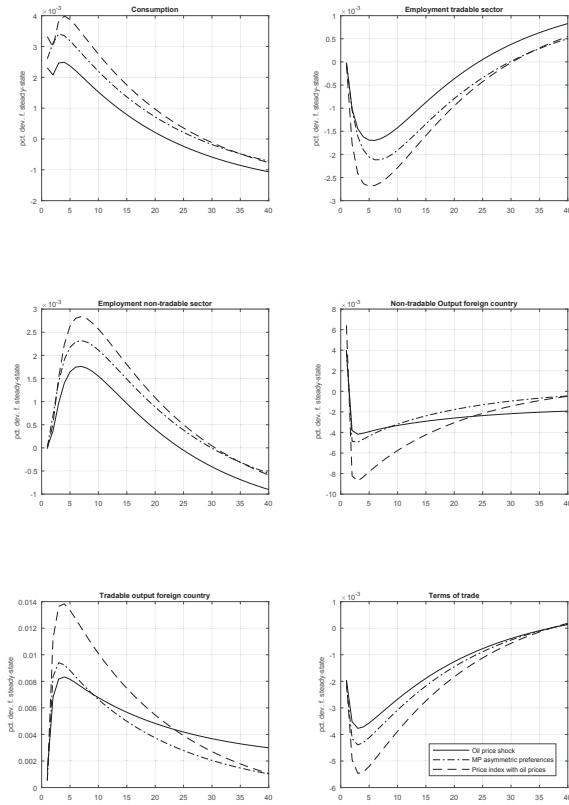 Consumption
×10⁻³
pct. dev. f. steady-state
4
3
2
1
0
-1
-2
0 5 10 15 20 25 30 35 40
Employment tradable sector
×10⁻³
pct. dev. f. steady-state
1
0.5
0
-0.5
-1
-1.5
-2
-2.5
-3
0 5 10 15 20 25 30 35 40
Employment non-tradable sector
×10⁻³
pct. dev. f. steady-state
3
2.5
2
1.5
1
0.5
0
-0.5
-1
0 5 10 15 20 25 30 35 40
Non-tradable Output foreign country
×10⁻³
pct. dev. f. steady-state
8
6
4
2
0
-2
-4
-6
-8
-10
0 5 10 15 20 25 30 35 40
Tradable output foreign country
pct. dev. f. steady-state
0.014
0.012
0.01
0.008
0.006
0.004
0.002
0
0 5 10 15 20 25 30 35 40
Terms of trade
×10⁻³
pct. dev. f. steady-state
1
0
-1
-2
-3
-4
-5
-6
0 5 10 15 20 25 30 35 40
Oil price shock
MP asymmetric preferences
Price index with oil prices